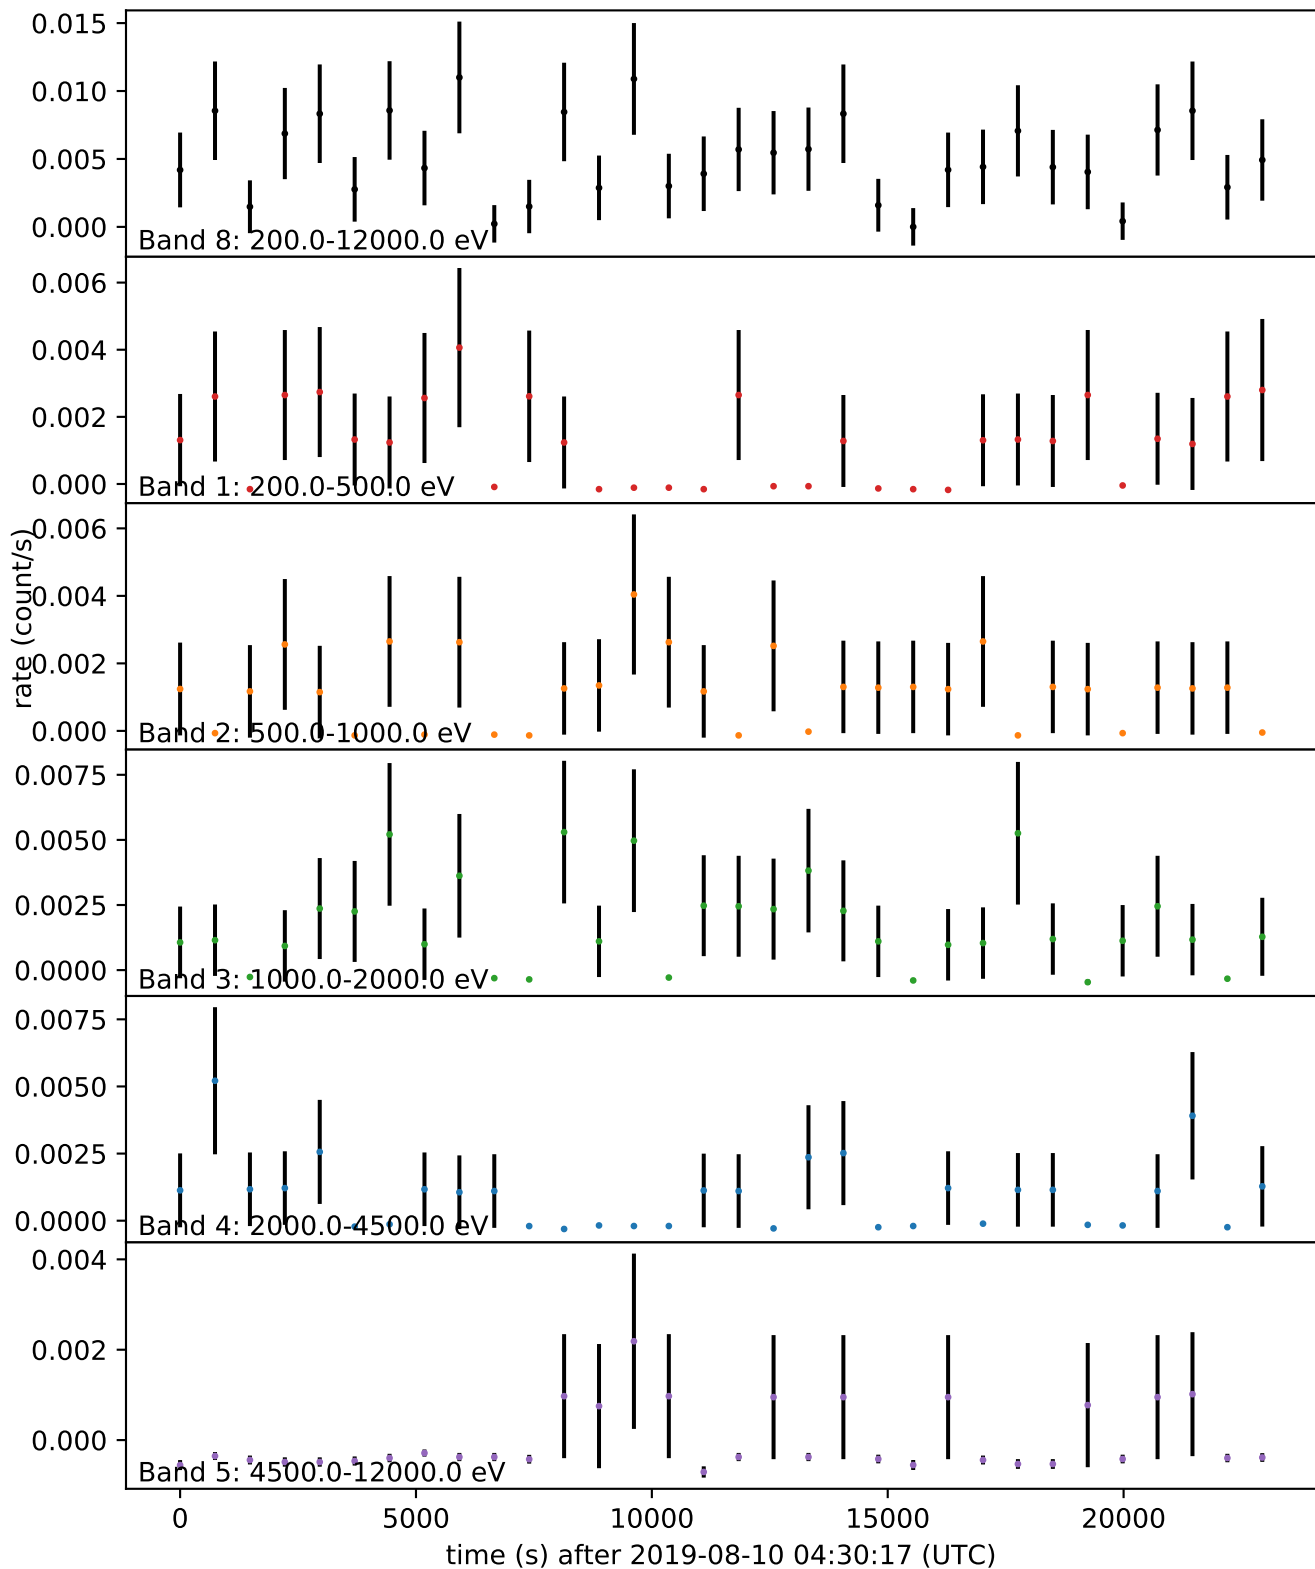 0.015
0.010
0.005
0.000
Band 8: 200.0-12000.0 eV
0.006
0.004
0.002
0.000
Band 1: 200.0-500.0 eV
rate (count/s)
0.006
0.004
0.002
0.000
Band 2: 500.0-1000.0 eV
0.0075
0.0050
0.0025
0.0000
Band 3: 1000.0-2000.0 eV
0.0075
0.0050
0.0025
0.0000
Band 4: 2000.0-4500.0 eV
0.004
0.002
0.000
Band 5: 4500.0-12000.0 eV
0 5000 10000 15000 20000
time (s) after 2019-08-10 04:30:17 (UTC)